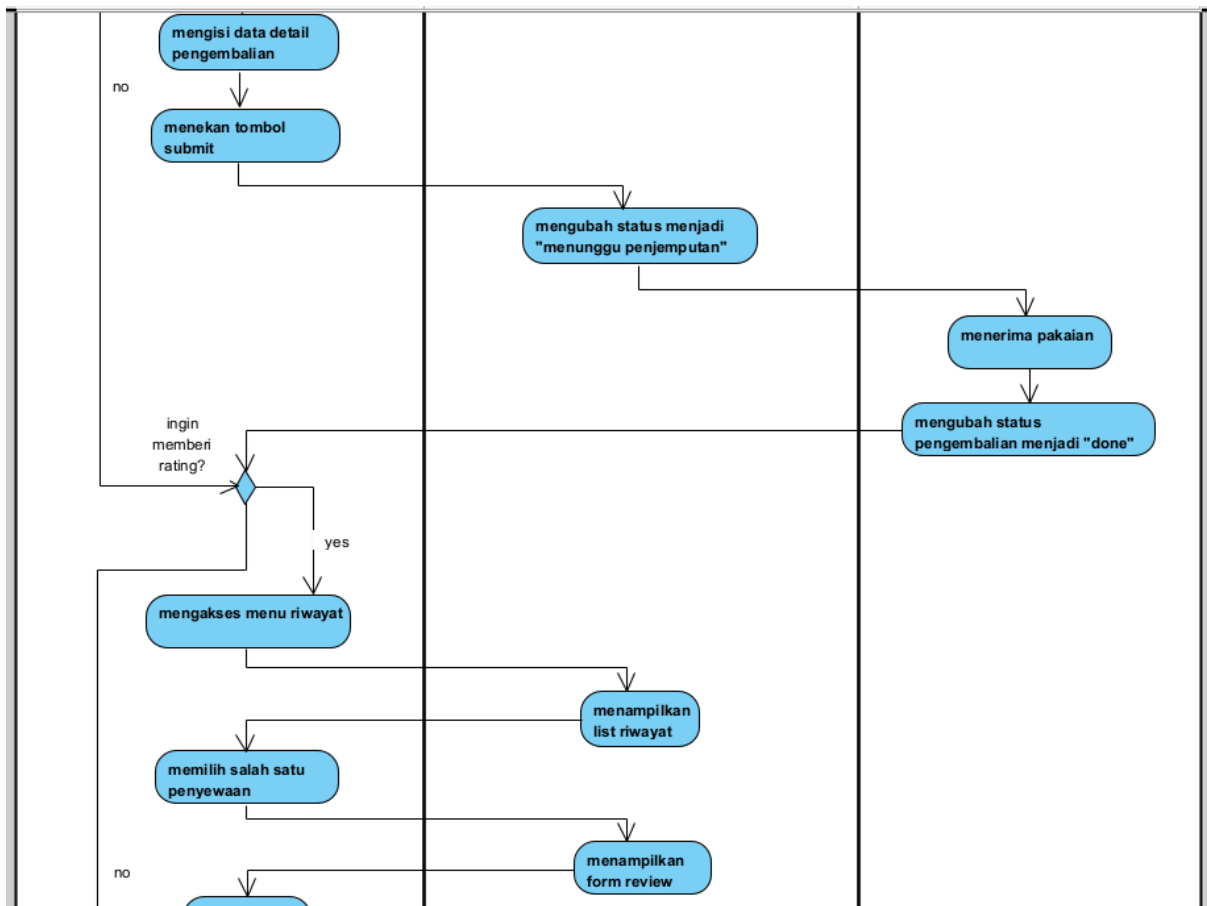 mengisi data detail
pengembalian
no
menekan tombol
submit
mengubah status menjadi
"menunggu penjemputan"
menerima pakaian
mengubah status
pengembalian menjadi "done"
ingin
memberi
rating?
yes
mengakses menu riwayat
menampilkan
list riwayat
memilih salah satu
penyewaan
menampilkan
form review
no